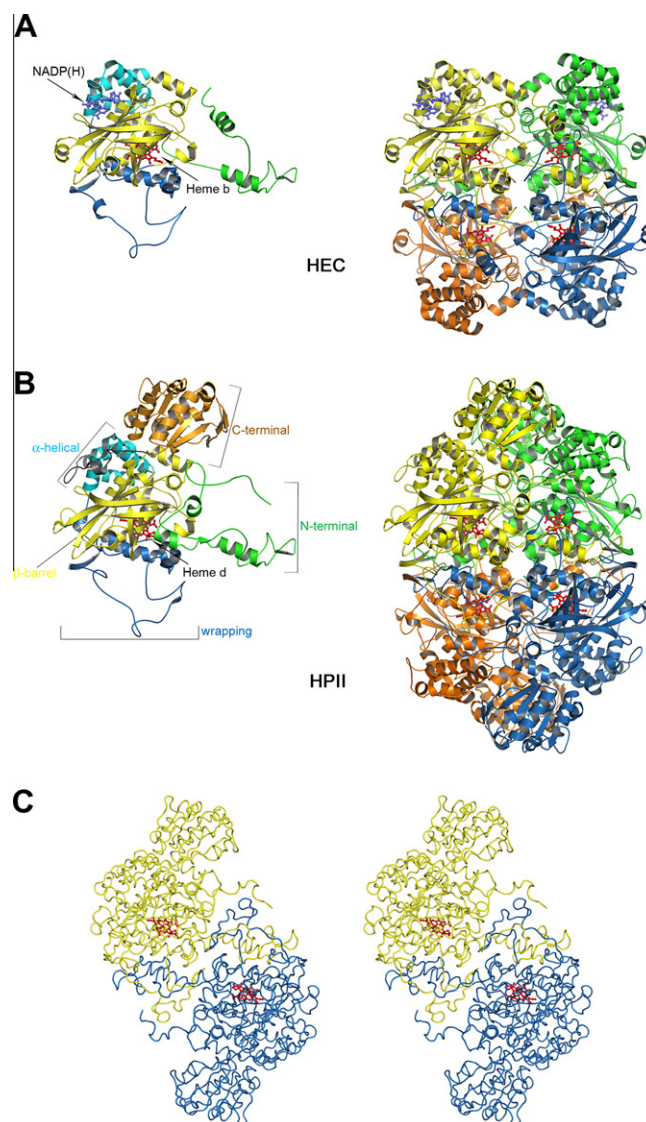 A
NADP(H)
Heme b
HEC
B
C-terminal
α-helical
N-terminal
β-barrel
Heme d
wrapping
HPII
C